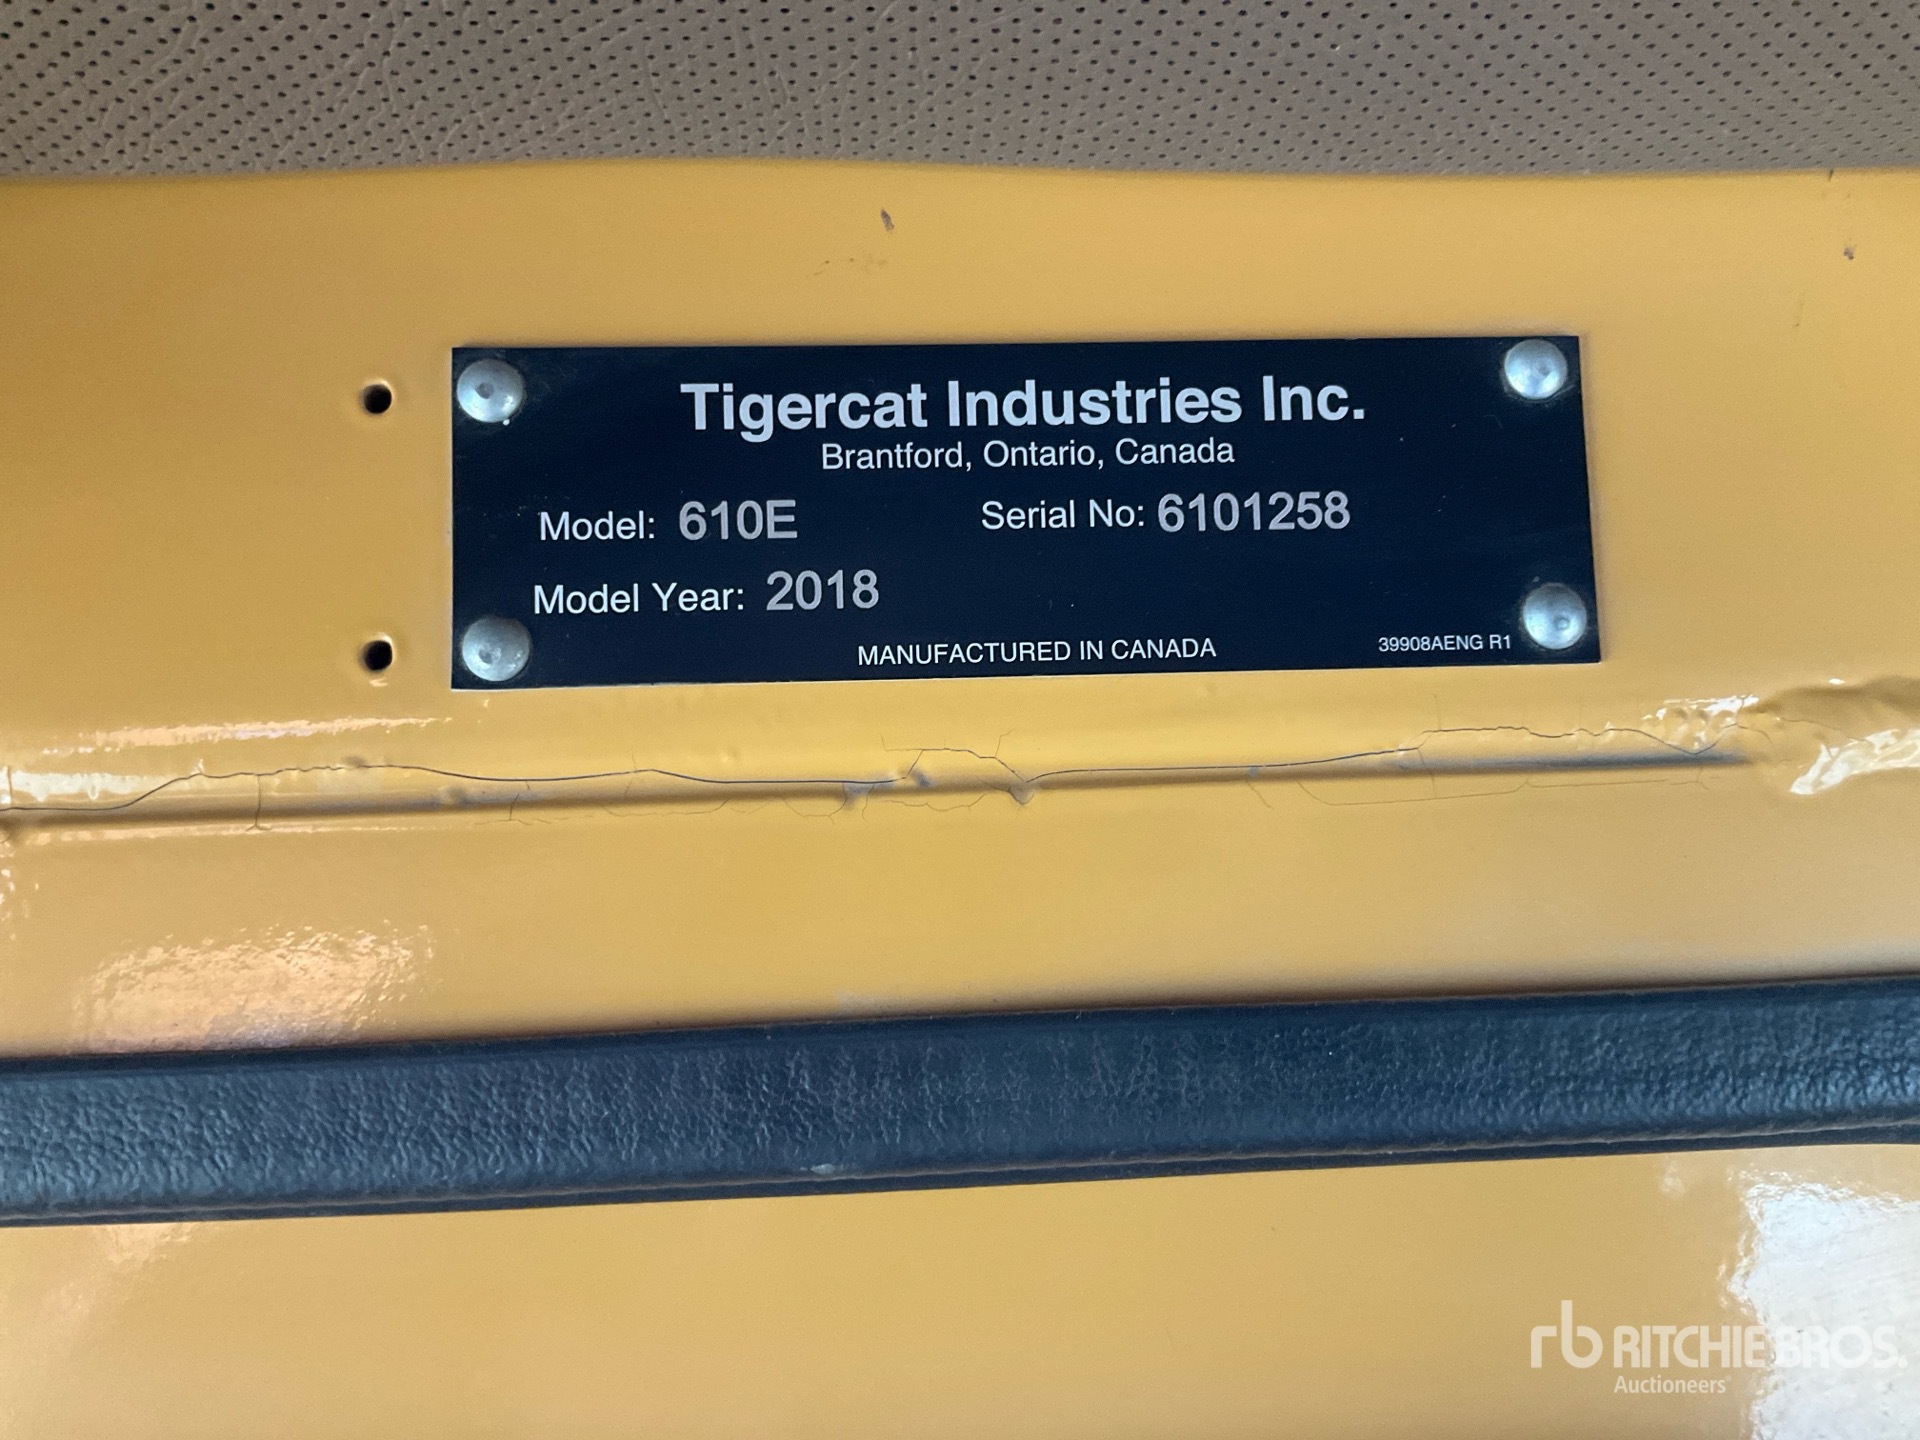 Tigercat Industries Inc.
Brantford, Ontario, Canada
Model: 610E Serial No: 6101258
Model Year: 2018
MANUFACTURED IN CANADA 39908AENG R1
rb RITCHIE BROS.
Auctioneers